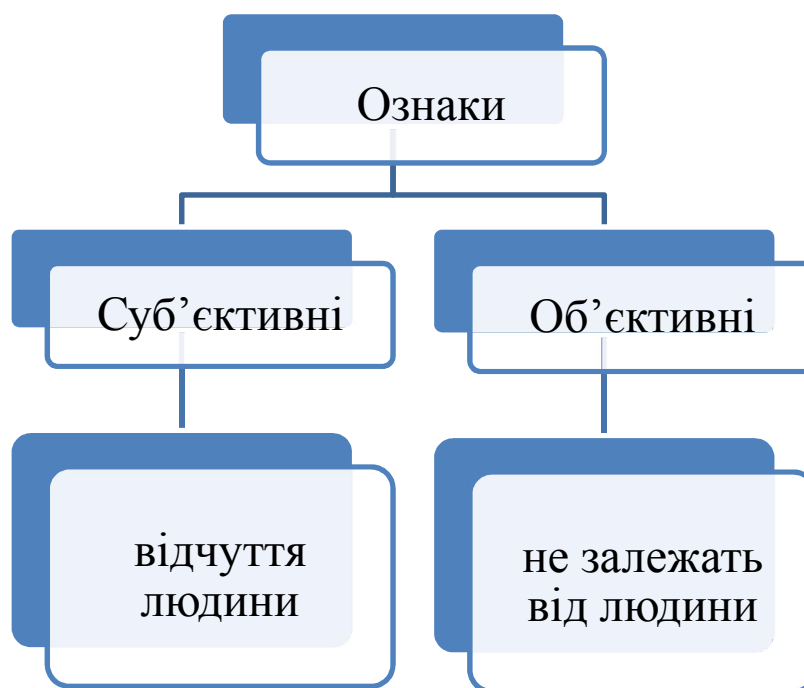 Ознаки
Суб’єктивні
Об’єктивні
відчуття
людини
не залежать
від людини